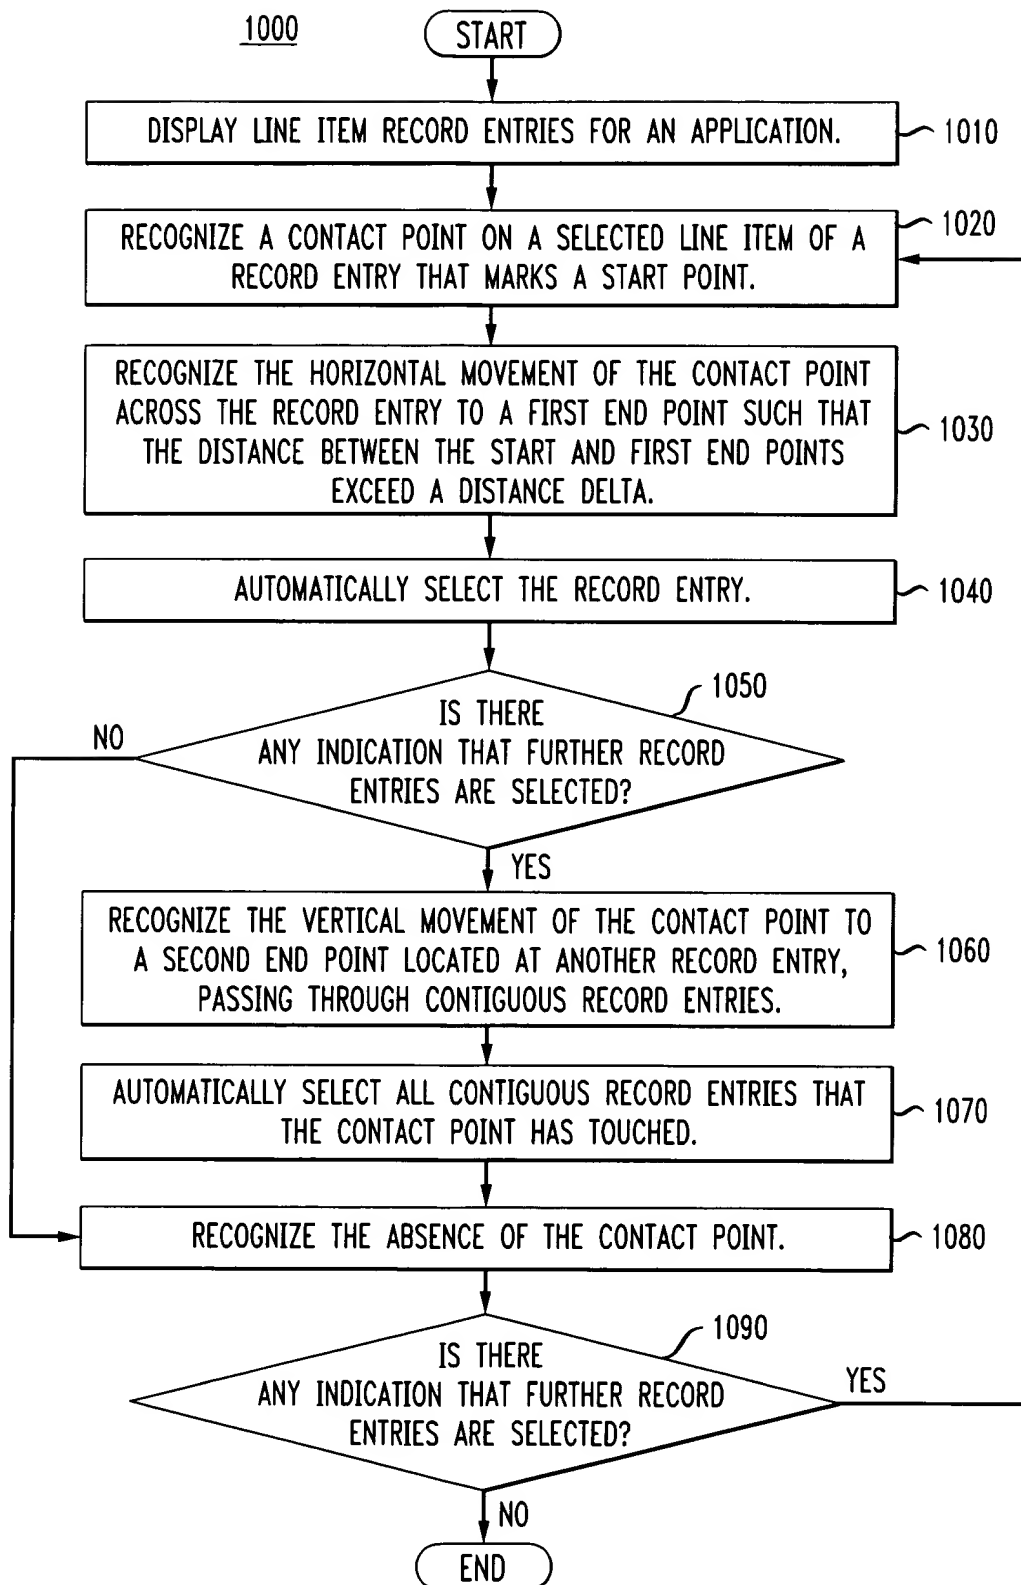 1000
START
DISPLAY LINE ITEM RECORD ENTRIES FOR AN APPLICATION.
1010
RECOGNIZE A CONTACT POINT ON A SELECTED LINE ITEM OF A
RECORD ENTRY THAT MARKS A START POINT.
1020
RECOGNIZE THE HORIZONTAL MOVEMENT OF THE CONTACT POINT
ACROSS THE RECORD ENTRY TO A FIRST END POINT SUCH THAT
THE DISTANCE BETWEEN THE START AND FIRST END POINTS
EXCEED A DISTANCE DELTA.
1030
AUTOMATICALLY SELECT THE RECORD ENTRY.
1040
1050
IS THERE
ANY INDICATION THAT FURTHER RECORD
ENTRIES ARE SELECTED?
NO
YES
RECOGNIZE THE VERTICAL MOVEMENT OF THE CONTACT POINT TO
A SECOND END POINT LOCATED AT ANOTHER RECORD ENTRY,
PASSING THROUGH CONTIGUOUS RECORD ENTRIES.
1060
AUTOMATICALLY SELECT ALL CONTIGUOUS RECORD ENTRIES THAT
THE CONTACT POINT HAS TOUCHED.
1070
RECOGNIZE THE ABSENCE OF THE CONTACT POINT.
1080
1090
IS THERE
ANY INDICATION THAT FURTHER RECORD
ENTRIES ARE SELECTED?
YES
NO
END